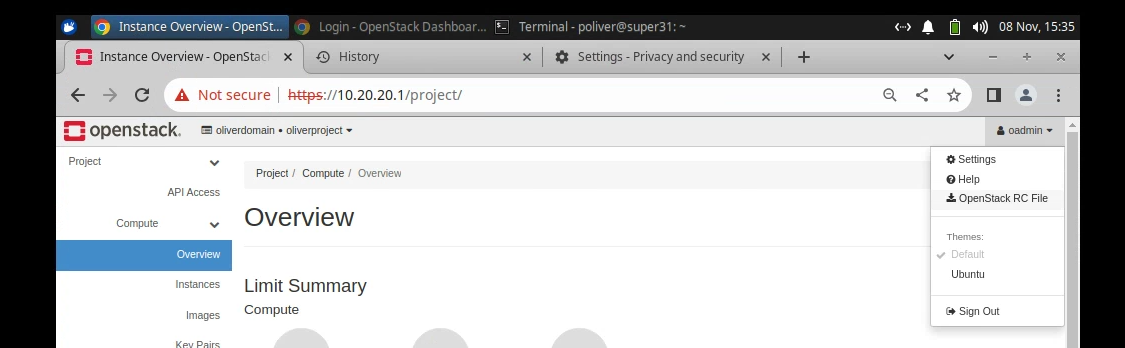 Instance Overview - OpenSt... Login - OpenStack Dashboar... Terminal - poliver@super31: ~ 08 Nov, 15:35
Instance Overview - OpenStac History Settings - Privacy and security
Not secure https://10.20.20.1/project/
openstack. oliverdomain • oliverproject oadmin
Project
API Access
Compute
Overview
Instances
Images
Key Pairs
Project / Compute / Overview
Overview
Limit Summary
Compute
Settings
Help
OpenStack RC File
Themes:
Default
Ubuntu
Sign Out